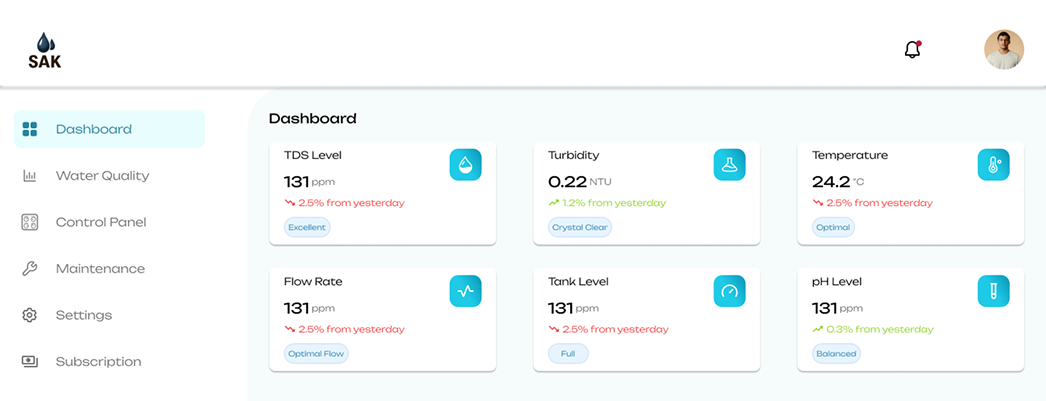 SAK
Dashboard
Water Quality
Control Panel
Maintenance
Settings
Subscription
Dashboard
TDS Level
131 ppm
2.5% from yesterday
Excellent
Turbidity
0.22 NTU
1.2% from yesterday
Crystal Clear
Temperature
24.2 °C
2.5% from yesterday
Optimal
Flow Rate
131 ppm
2.5% from yesterday
Optimal Flow
Tank Level
131 ppm
2.5% from yesterday
Full
pH Level
131 ppm
0.3% from yesterday
Balanced